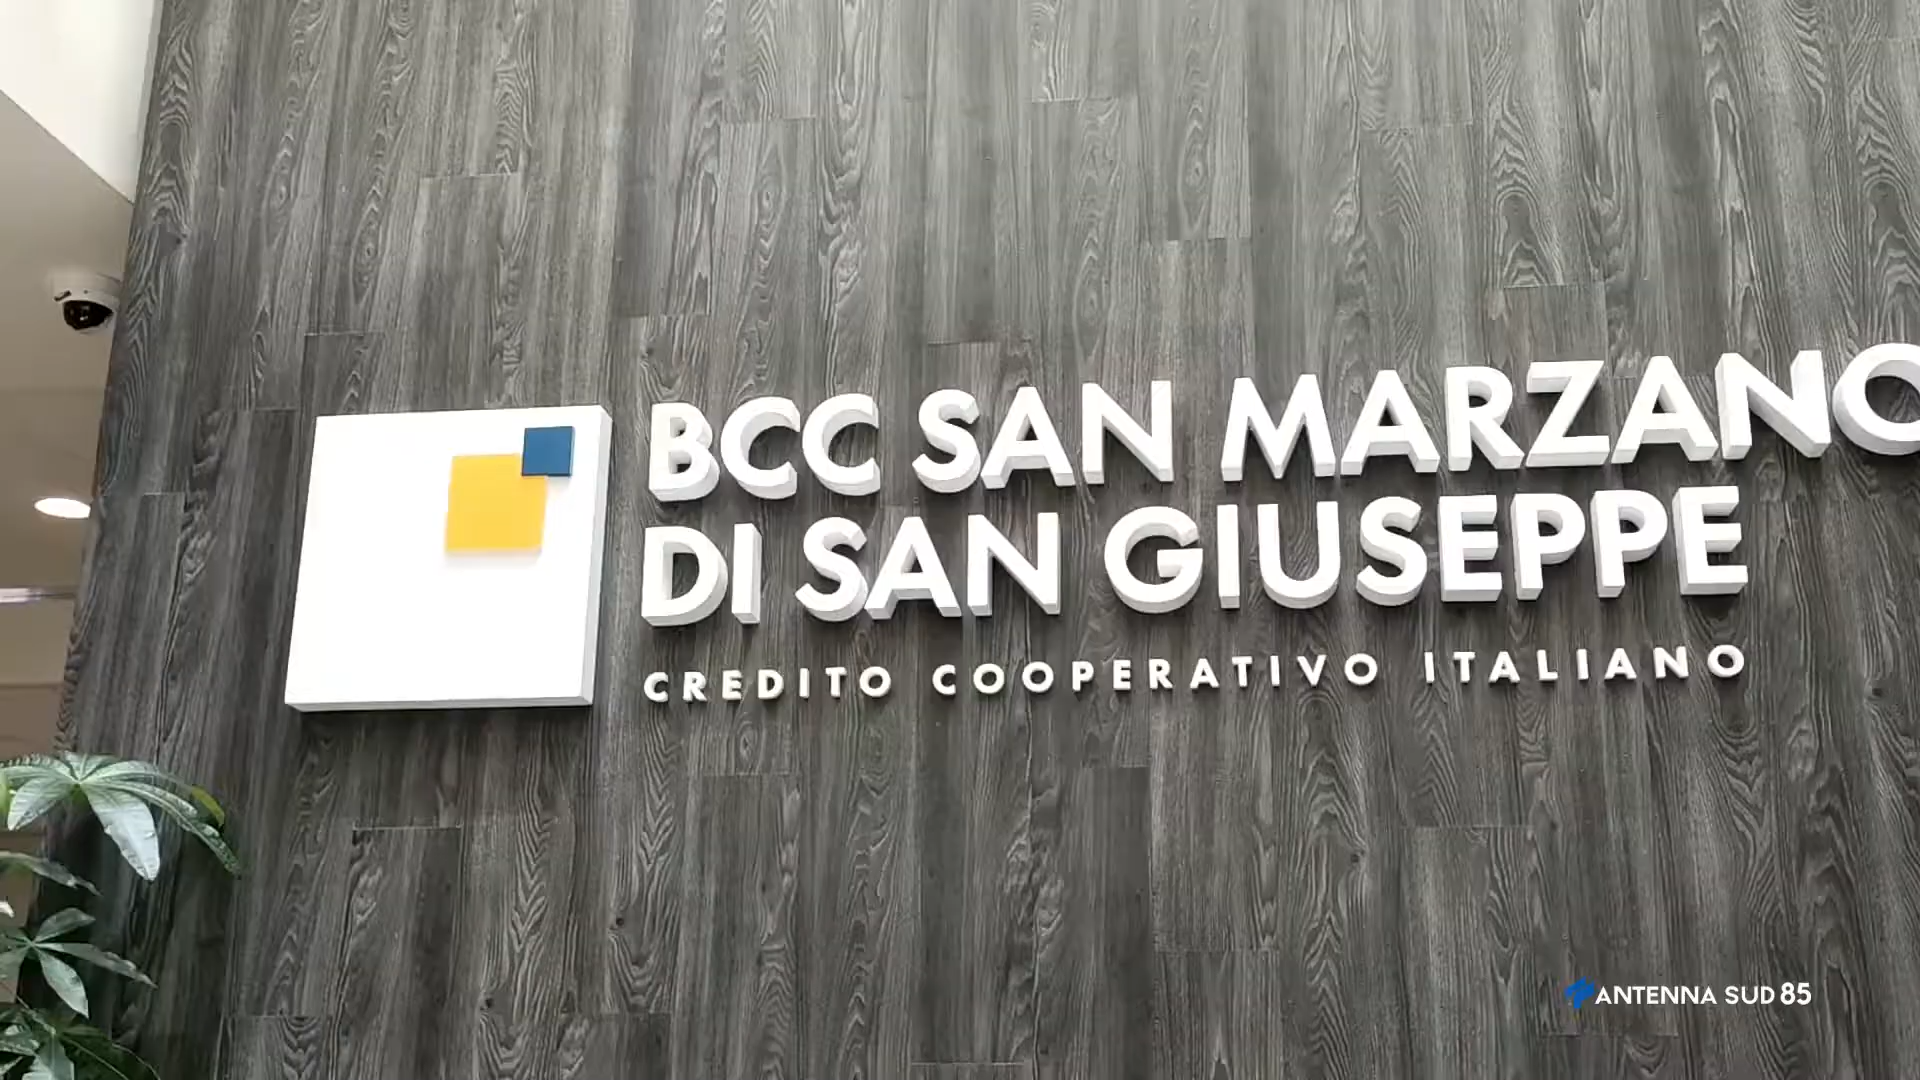 BCC SAN MARZANO
DI SAN GIUSEPPE
CREDITO COOPERATIVO ITALIANO
ANTENNA SUD 85